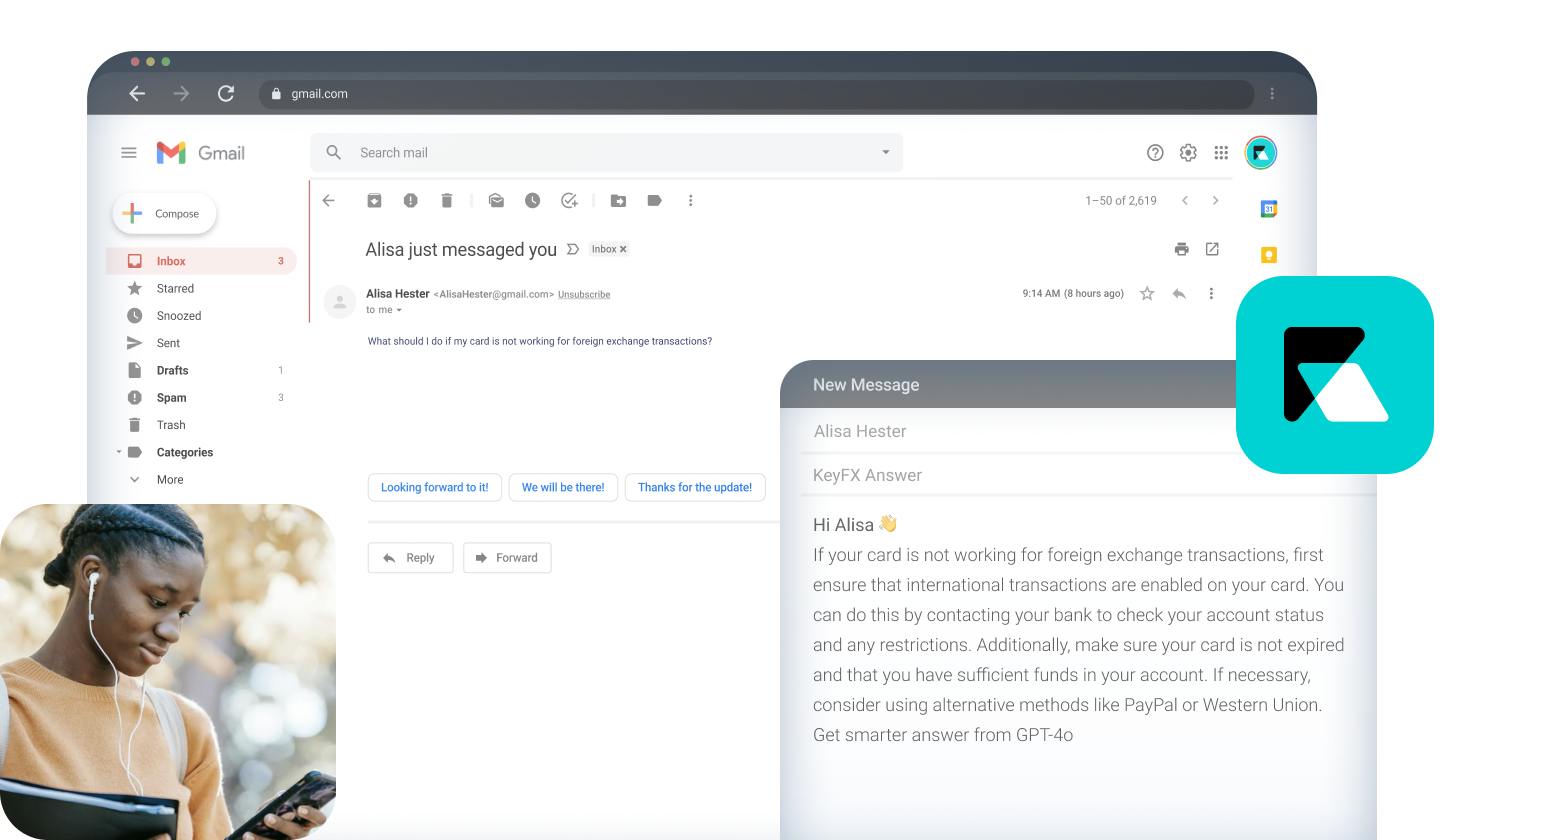 gmail.com
Gmail
Search mail
Compose
1–50 of 2,619
31
Alisa just messaged you
Inbox ×
Inbox 3
Starred
Snoozed
Sent
Drafts 1
Spam 3
Trash
Categories
More
Alisa Hester <AlisaHester@gmail.com> Unsubscribe
9:14 AM (8 hours ago)
to me
What should I do if my card is not working for foreign exchange transactions?
Looking forward to it!
We will be there!
Thanks for the update!
Reply
Forward
New Message
Alisa Hester
KeyFX Answer
Hi Alisa 👋
If your card is not working for foreign exchange transactions, first
ensure that international transactions are enabled on your card. You
can do this by contacting your bank to check your account status
and any restrictions. Additionally, make sure your card is not expired
and that you have sufficient funds in your account. If necessary,
consider using alternative methods like PayPal or Western Union.
Get smarter answer from GPT-4o